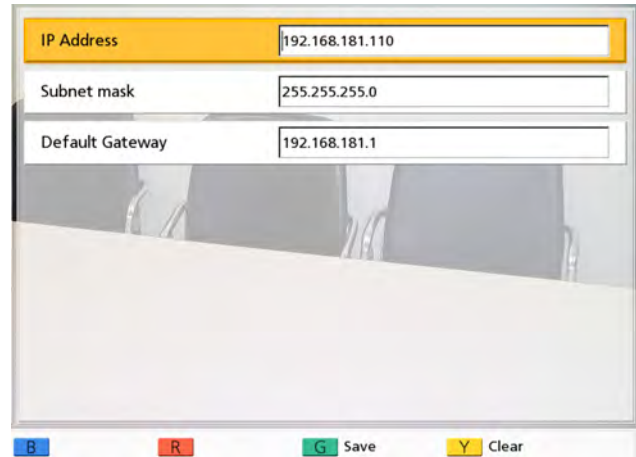 IP Address 192.168.181.110
Subnet mask 255.255.255.0
Default Gateway 192.168.181.1
B R G Save Y Clear